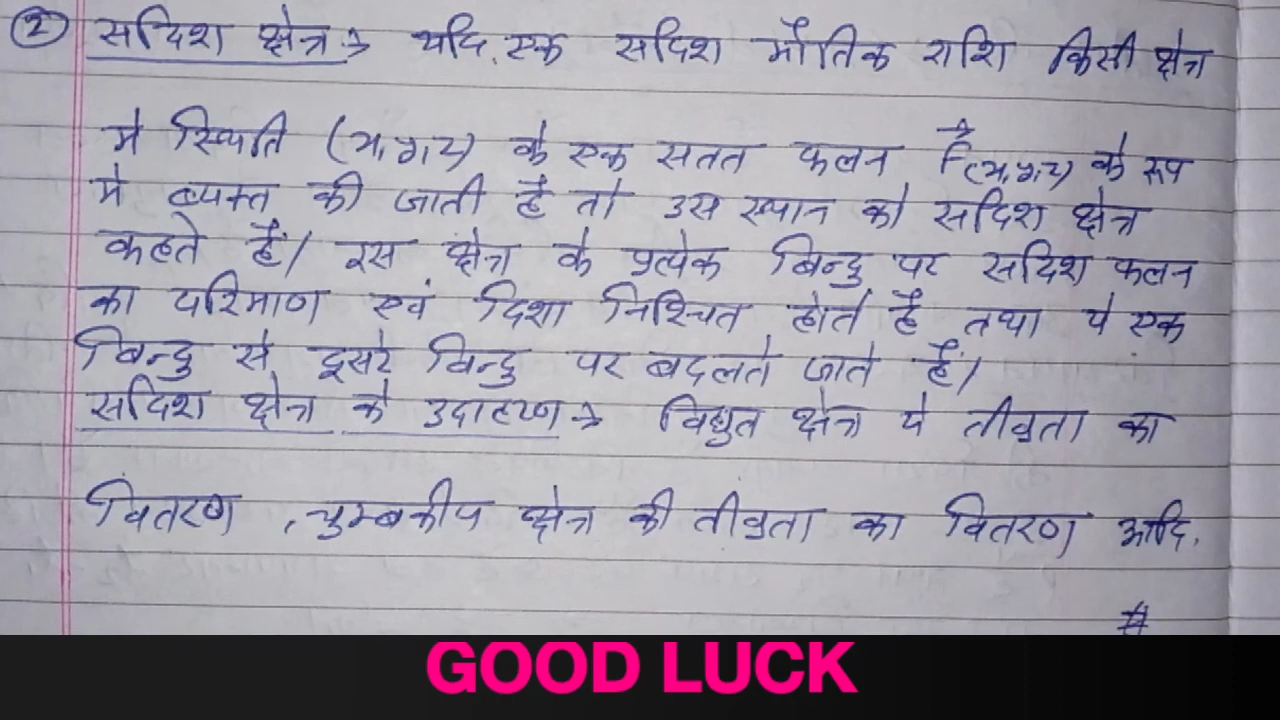 ② सदिश क्षेत्र → यदि एक सदिश भौतिक राशि किसी क्षेत्र
मे स्थिति (x,y,z) के एक सतत फलन F⃗(x,y,z) के रूप
मे व्यक्त की जाती है तो उस स्थान को सदिश क्षेत्र
कहते हैं। इस क्षेत्र के प्रत्येक बिन्दु पर सदिश फलन
का परिमाण एवं दिशा निश्चित होते है तथा ये एक
बिन्दु से दूसरे बिन्दु पर बदलते जाते हैं।
सदिश क्षेत्र के उदाहरण → विद्युत क्षेत्र ये तीव्रता का
वितरण, चुम्बकीय क्षेत्र की तीव्रता का वितरण आदि.
#
GOOD LUCK